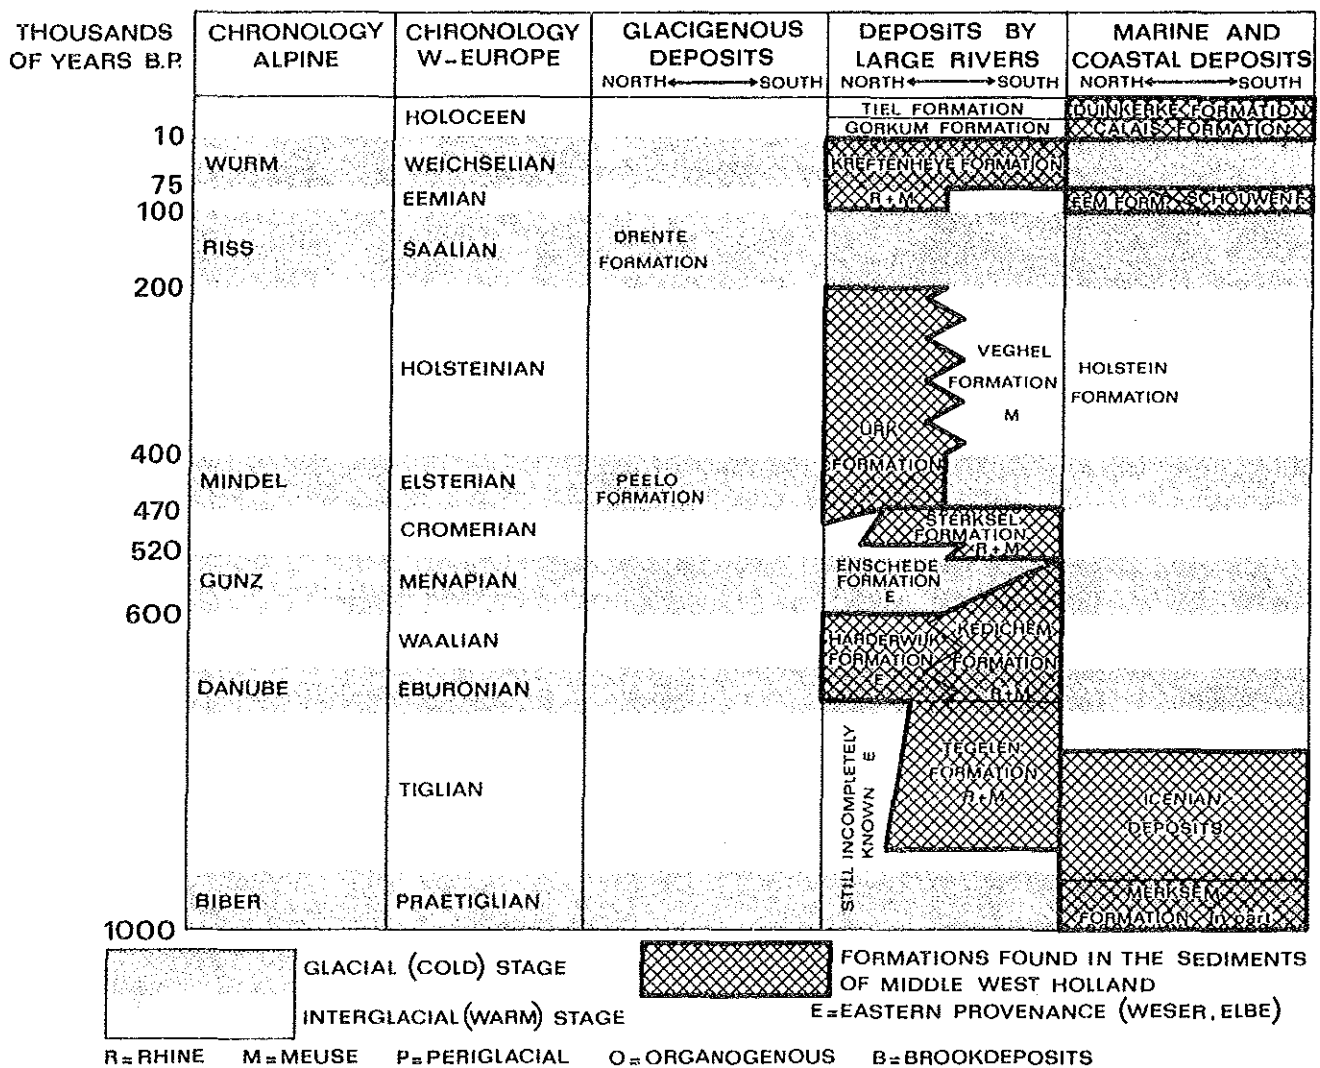 THOUSANDS
OF YEARS B.P.
CHRONOLOGY
ALPINE
CHRONOLOGY
W-EUROPE
GLACIGENOUS
DEPOSITS
NORTH ⟷ SOUTH
DEPOSITS BY
LARGE RIVERS
NORTH ⟷ SOUTH
MARINE AND
COASTAL DEPOSITS
NORTH ⟷ SOUTH
HOLOCEEN
TIEL FORMATION
DUINKERKE FORMATION
GORKUM FORMATION
CALAIS FORMATION
10
WÜRM
WEICHSELIAN
KREFTENHEYE FORMATION
75
EEMIAN
R+M
EEM FORM.
SCHOUWEN F.
100
RISS
SAALIAN
DRENTE
FORMATION
200
HOLSTEINIAN
VEGHEL
FORMATION
M
HOLSTEIN
FORMATION
URK
FORMATION
400
MINDEL
ELSTERIAN
PEELO
FORMATION
470
CROMERIAN
STERKSEL
FORMATION
R+M
520
GÜNZ
MENAPIAN
ENSCHEDE
FORMATION
E
600
WAALIAN
HARDERWIJK
FORMATION
E
KEDICHEM
FORMATION
R+M
DANUBE
EBURONIAN
TIGLIAN
STILL INCOMPLETELY
KNOWN E
TEGELEN
FORMATION
R+M
ICENIAN
DEPOSITS
BIBER
PRAETIGLIAN
MERKSEM
FORMATION in part
1000
GLACIAL (COLD) STAGE
INTERGLACIAL (WARM) STAGE
FORMATIONS FOUND IN THE SEDIMENTS
OF MIDDLE WEST HOLLAND
E=EASTERN PROVENANCE (WESER, ELBE)
R=RHINE M=MEUSE P=PERIGLACIAL O=ORGANOGENOUS B=BROOKDEPOSITS